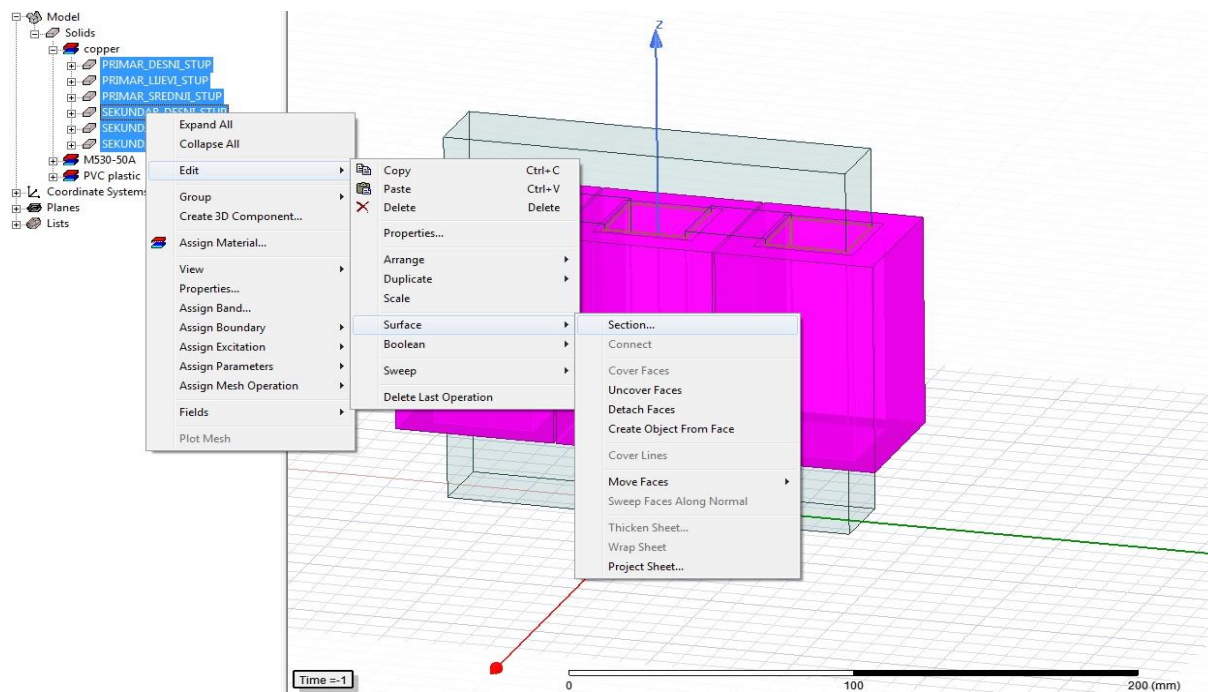 Model
Solids
copper
PRIMAR_DESNI_STUP
PRIMAR_LIJEVI_STUP
PRIMAR_SREDNJI_STUP
SEKUNDAR_DESNI_STUP
SEKUND
SEKUND
M530-50A
PVC plastic
Coordinate Systems
Planes
Lists
Expand All
Collapse All
Edit
Group
Create 3D Component...
Assign Material...
View
Properties...
Assign Band...
Assign Boundary
Assign Excitation
Assign Parameters
Assign Mesh Operation
Fields
Plot Mesh
Copy Ctrl+C
Paste Ctrl+V
Delete Delete
Properties...
Arrange
Duplicate
Scale
Surface
Boolean
Sweep
Delete Last Operation
Section...
Connect
Cover Faces
Uncover Faces
Detach Faces
Create Object From Face
Cover Lines
Move Faces
Sweep Faces Along Normal
Thicken Sheet...
Wrap Sheet
Project Sheet...
Z
Time =-1
0 100 200 (mm)